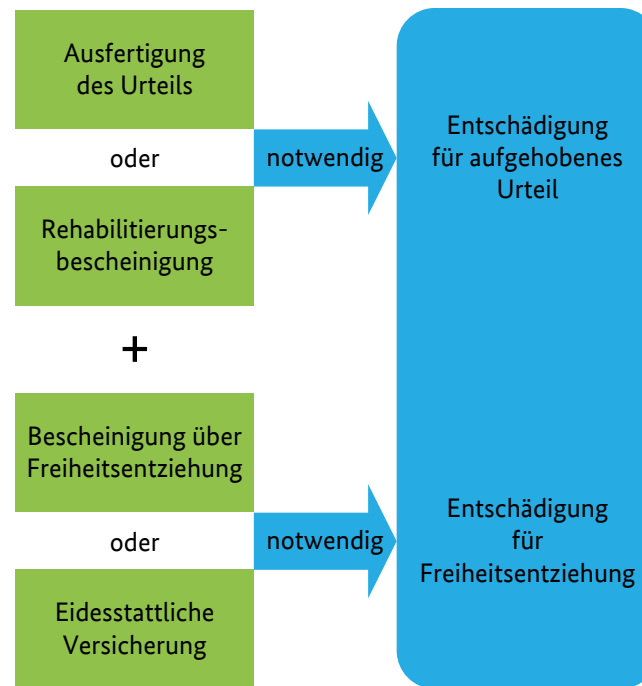 Ausfertigung
des Urteils
oder
Rehabilitierungs-
bescheinigung
notwendig
Entschädigung
für aufgehobenes
Urteil
+
Bescheinigung über
Freiheitsentziehung
oder
Eidesstattliche
Versicherung
notwendig
Entschädigung
für
Freiheitsentziehung